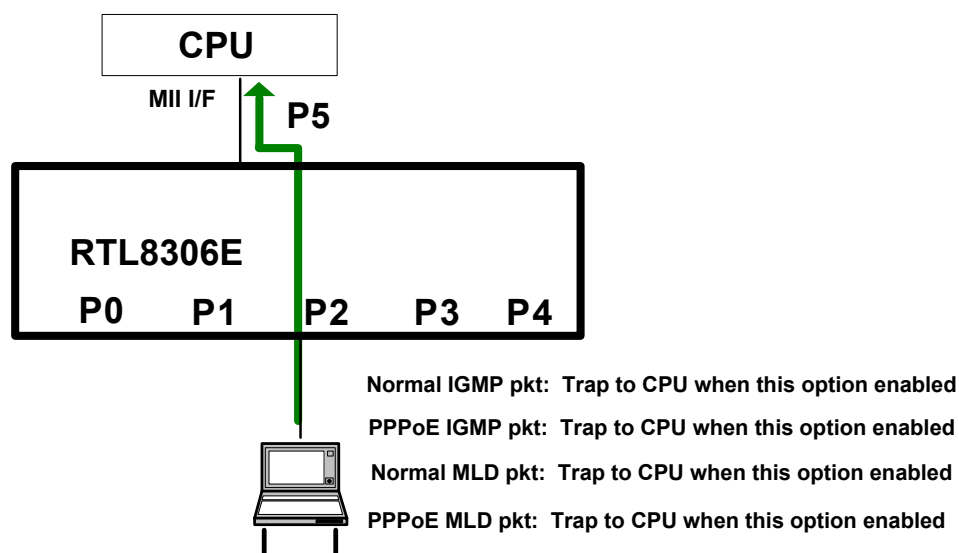 CPU
MII I/F
P5
RTL8306E
P0 P1 P2 P3 P4
Normal IGMP pkt: Trap to CPU when this option enabled
PPPoE IGMP pkt: Trap to CPU when this option enabled
Normal MLD pkt: Trap to CPU when this option enabled
PPPoE MLD pkt: Trap to CPU when this option enabled